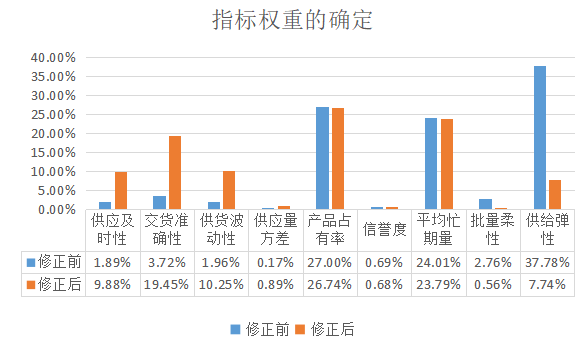 指标权重的确定
40.00%
35.00%
30.00%
25.00%
20.00%
15.00%
10.00%
5.00%
0.00%
供应及时性 交货准确性 供货波动性 供应量方差 产品占有率 信誉度 平均忙期量 批量柔性 供给弹性
修正前 1.89% 3.72% 1.96% 0.17% 27.00% 0.69% 24.01% 2.76% 37.78%
修正后 9.88% 19.45% 10.25% 0.89% 26.74% 0.68% 23.79% 0.56% 7.74%
修正前 修正后